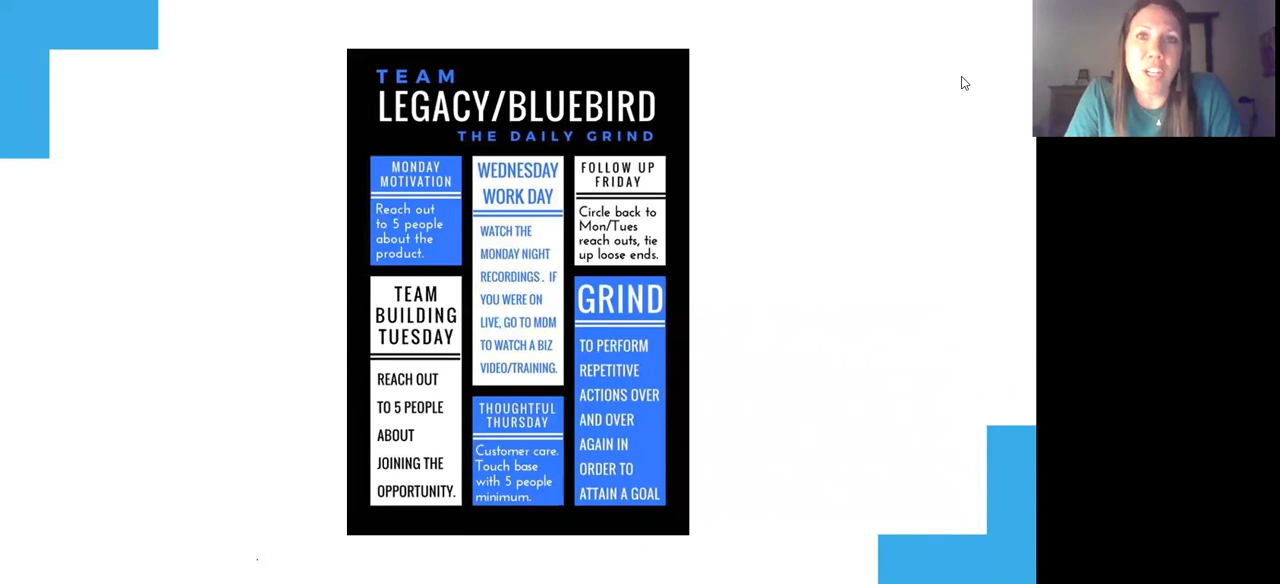 TEAM
LEGACY/BLUEBIRD
THE DAILY GRIND
MONDAY
MOTIVATION
Reach out
to 5 people
about the
product.
TEAM
BUILDING
TUESDAY
REACH OUT
TO 5 PEOPLE
ABOUT
JOINING THE
OPPORTUNITY.
WEDNESDAY
WORK DAY
WATCH THE
MONDAY NIGHT
RECORDINGS. IF
YOU WERE ON
LIVE, GO TO MDM
TO WATCH A BIZ
VIDEO/TRAINING.
THOUGHTFUL
THURSDAY
Customer care.
Touch base
with 5 people
minimum.
FOLLOW UP
FRIDAY
Circle back to
Mon/Tues
reach outs, tie
up loose ends.
GRIND
TO PERFORM
REPETITIVE
ACTIONS OVER
AND OVER
AGAIN IN
ORDER TO
ATTAIN A GOAL